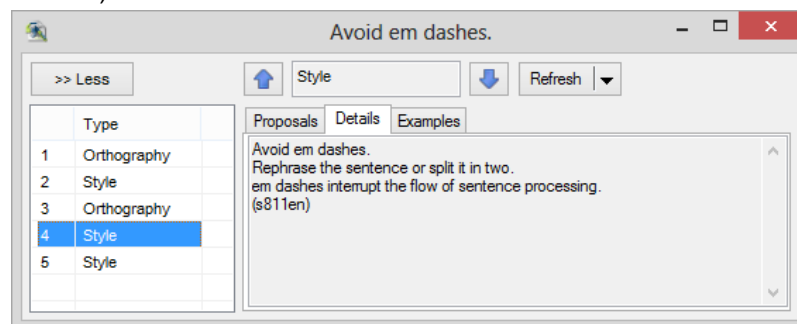 Avoid em dashes.
>> Less
Style
Refresh
Type
1 Orthography
2 Style
3 Orthography
4 Style
5 Style
Proposals Details Examples
Avoid em dashes.
Rephrase the sentence or split it in two.
em dashes interrupt the flow of sentence processing.
(s811en)